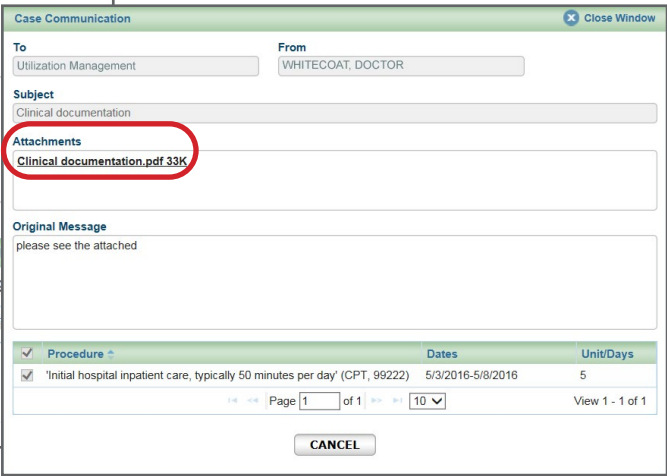 Case Communication Close Window
To From
Utilization Management WHITECOAT, DOCTOR
Subject
Clinical documentation
Attachments
Clinical documentation.pdf 33K
Original Message
please see the attached
Procedure Dates Unit/Days
'Initial hospital inpatient care, typically 50 minutes per day' (CPT, 99222) 5/3/2016-5/8/2016 5
Page 1 of 1 10 View 1 - 1 of 1
CANCEL